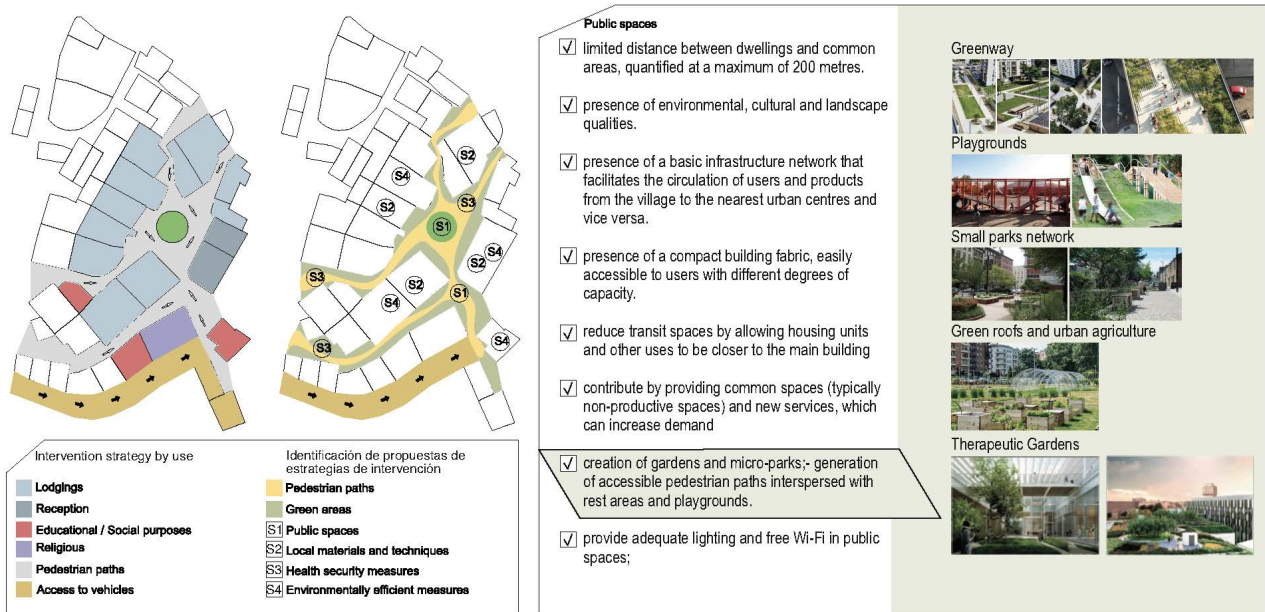 S2
S4
S2
S3
S1
S4
S2
S3
S1
S2
S4
S4
S3
Intervention strategy by use
Lodgings
Reception
Educational / Social purposes
Religious
Pedestrian paths
Access to vehicles
Identificación de propuestas de
estrategias de intervención
Pedestrian paths
Green areas
S1 Public spaces
S2 Local materials and techniques
S3 Health security measures
S4 Environmentally efficient measures
Public spaces
limited distance between dwellings and common
areas, quantified at a maximum of 200 metres.
presence of environmental, cultural and landscape
qualities.
presence of a basic infrastructure network that
facilitates the circulation of users and products
from the village to the nearest urban centres and
vice versa.
presence of a compact building fabric, easily
accessible to users with different degrees of
capacity.
reduce transit spaces by allowing housing units
and other uses to be closer to the main building
contribute by providing common spaces (typically
non-productive spaces) and new services, which
can increase demand
creation of gardens and micro-parks;- generation
of accessible pedestrian paths interspersed with
rest areas and playgrounds.
provide adequate lighting and free Wi-Fi in public
spaces;
Greenway
Playgrounds
Small parks network
Green roofs and urban agriculture
Therapeutic Gardens